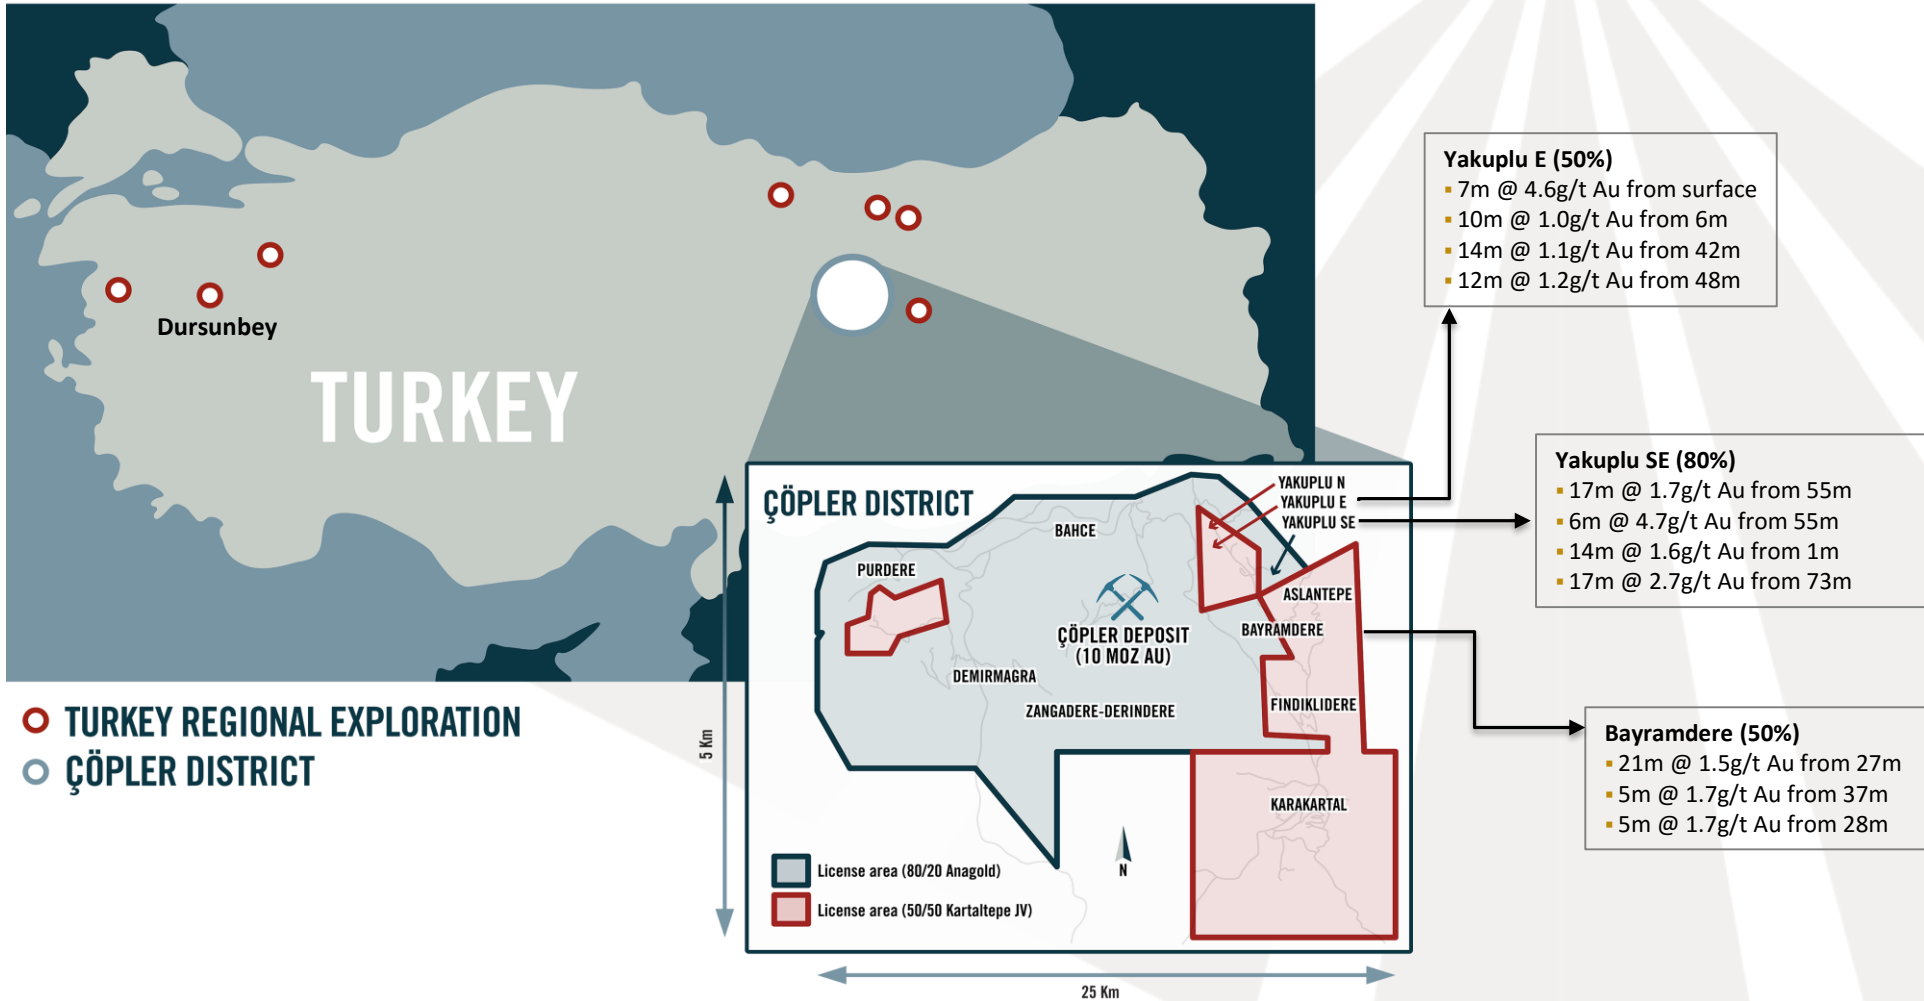 Dursunbey
TURKEY
TURKEY REGIONAL EXPLORATION
ÇÖPLER DISTRICT
ÇÖPLER DISTRICT
YAKUPLU N
YAKUPLU E
YAKUPLU SE
BAHCE
PURDERE
ASLANTEPE
ÇÖPLER DEPOSIT
(10 MOZ AU)
BAYRAMDERE
DEMIRMAGRA
ZANGADERE-DERINDERE
FINDIKLIDERE
KARAKARTAL
N
License area (80/20 Anagold)
License area (50/50 Kartaltepe JV)
5 Km
25 Km
Yakuplu E (50%)
▪ 7m @ 4.6g/t Au from surface
▪ 10m @ 1.0g/t Au from 6m
▪ 14m @ 1.1g/t Au from 42m
▪ 12m @ 1.2g/t Au from 48m
Yakuplu SE (80%)
▪ 17m @ 1.7g/t Au from 55m
▪ 6m @ 4.7g/t Au from 55m
▪ 14m @ 1.6g/t Au from 1m
▪ 17m @ 2.7g/t Au from 73m
Bayramdere (50%)
▪ 21m @ 1.5g/t Au from 27m
▪ 5m @ 1.7g/t Au from 37m
▪ 5m @ 1.7g/t Au from 28m